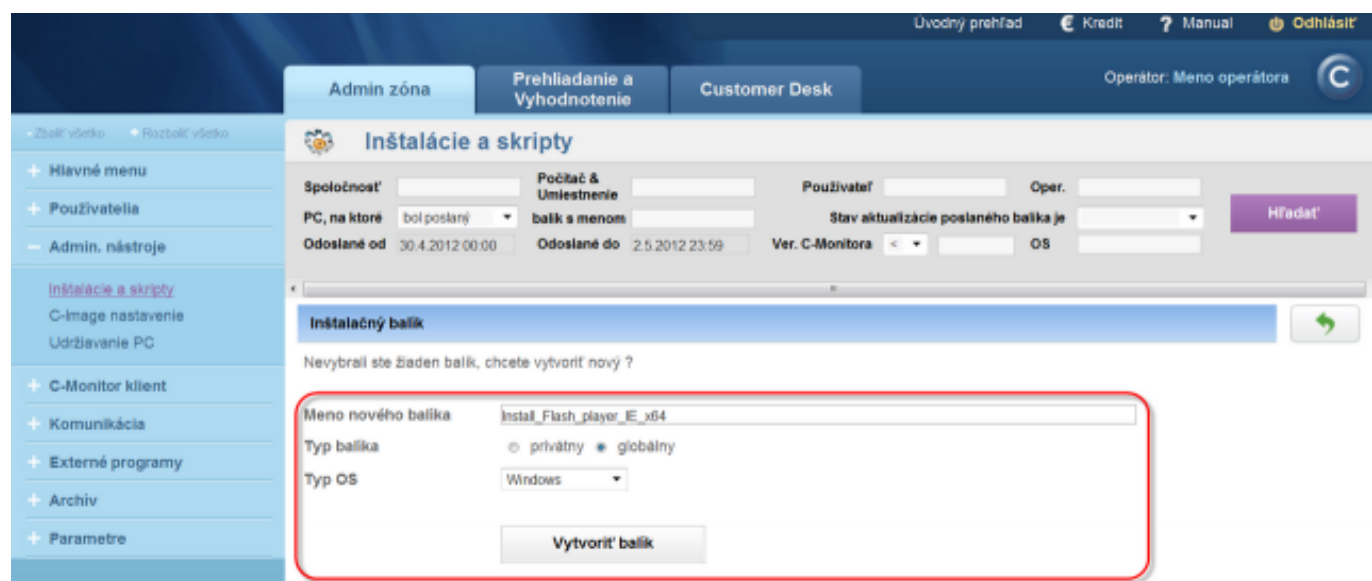 Úvodný prehľad € Kredit ? Manual Odhlásiť
Admin zóna
Prehliadanie a
Vyhodnotenie
Customer Desk
Operátor: Meno operátora
- Zbaliť všetko + Rozbaliť všetko
+ Hlavné menu
+ Používatelia
− Admin. nástroje
Inštalácie a skripty
C-Image nastavenie
Udržiavanie PC
+ C-Monitor klient
+ Komunikácia
+ Externé programy
+ Archív
+ Parametre
Inštalácie a skripty
Spoločnosť Počítač &
Umiestnenie Používateľ Oper.
PC, na ktoré bol poslaný balík s menom Stav aktualizácie poslaného balíka je
Hľadať
Odoslané od 30.4.2012 00:00 Odoslané do 2.5.2012 23:59 Ver. C-Monitora < OS
Inštalačný balík
Nevybrali ste žiaden balík, chcete vytvoriť nový ?
Meno nového balíka Install_Flash_player_IE_x64
Typ balíka privátny globálny
Typ OS Windows
Vytvoriť balík